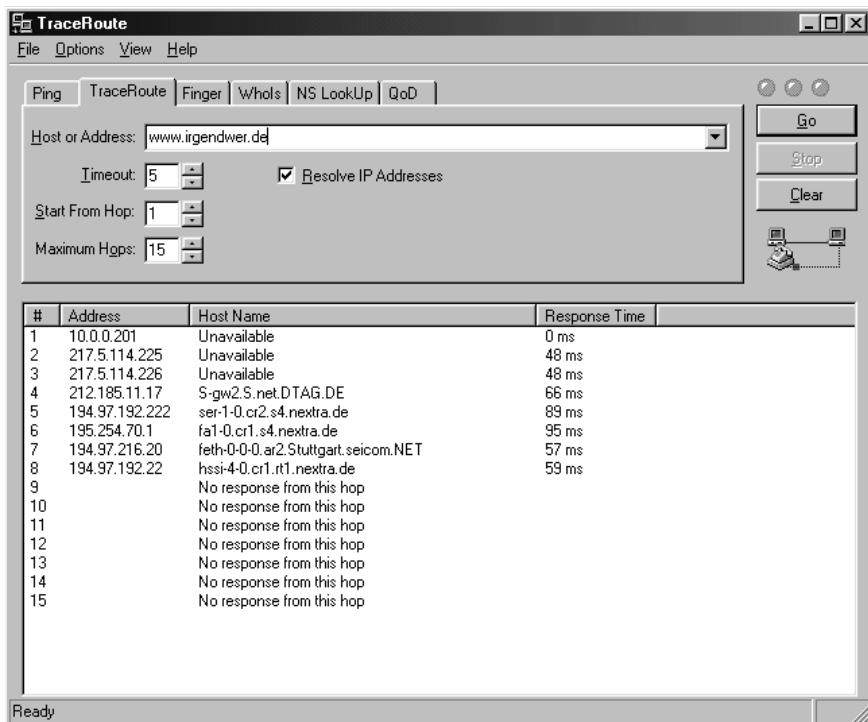 TraceRoute
File Options View Help
Ping TraceRoute Finger WhoIs NS LookUp QoD
Host or Address: www.irgendwer.de
Go
Timeout: 5 Resolve IP Addresses
Stop
Start From Hop: 1
Clear
Maximum Hops: 15
# Address Host Name Response Time
1 10.0.0.201 Unavailable 0 ms
2 217.5.114.225 Unavailable 48 ms
3 217.5.114.226 Unavailable 48 ms
4 212.185.11.17 S-gw2.S.net.DTAG.DE 66 ms
5 194.97.192.222 ser-1-0.cr2.s4.nextra.de 89 ms
6 195.254.70.1 fa1-0.cr1.s4.nextra.de 95 ms
7 194.97.216.20 feth-0-0-0.ar2.Stuttgart.seicom.NET 57 ms
8 194.97.192.22 hssi-4-0.cr1.rt1.nextra.de 59 ms
9 No response from this hop
10 No response from this hop
11 No response from this hop
12 No response from this hop
13 No response from this hop
14 No response from this hop
15 No response from this hop
Ready